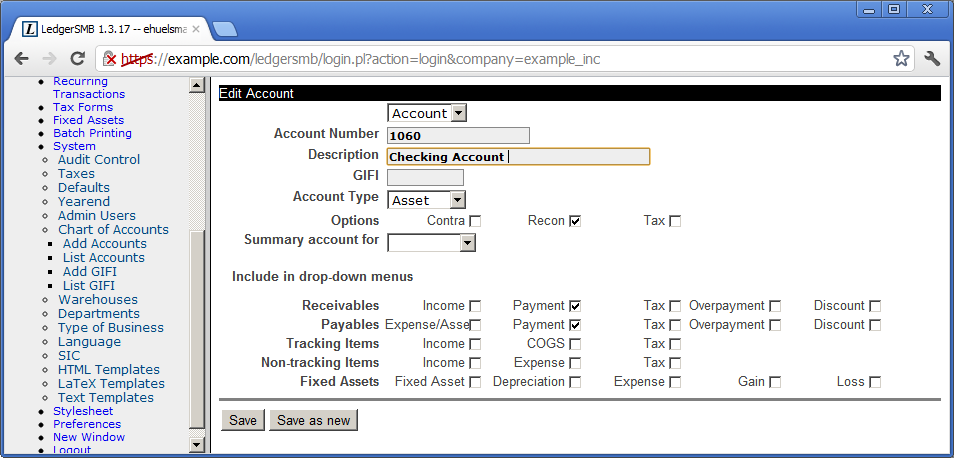 LedgerSMB 1.3.17 -- ehuelsma
https://example.com/ledgersmb/login.pl?action=login&company=example_inc
Recurring
Transactions
Tax Forms
Fixed Assets
Batch Printing
System
Audit Control
Taxes
Defaults
Yearend
Admin Users
Chart of Accounts
Add Accounts
List Accounts
Add GIFI
List GIFI
Warehouses
Departments
Type of Business
Language
SIC
HTML Templates
LaTeX Templates
Text Templates
Stylesheet
Preferences
New Window
Logout
Edit Account
Account
Account Number 1060
Description Checking Account
GIFI
Account Type Asset
Options Contra Recon Tax
Summary account for
Include in drop-down menus
Receivables Income Payment Tax Overpayment Discount
Payables Expense/Asse Payment Tax Overpayment Discount
Tracking Items Income COGS Tax
Non-tracking Items Income Expense Tax
Fixed Assets Fixed Asset Depreciation Expense Gain Loss
Save Save as new